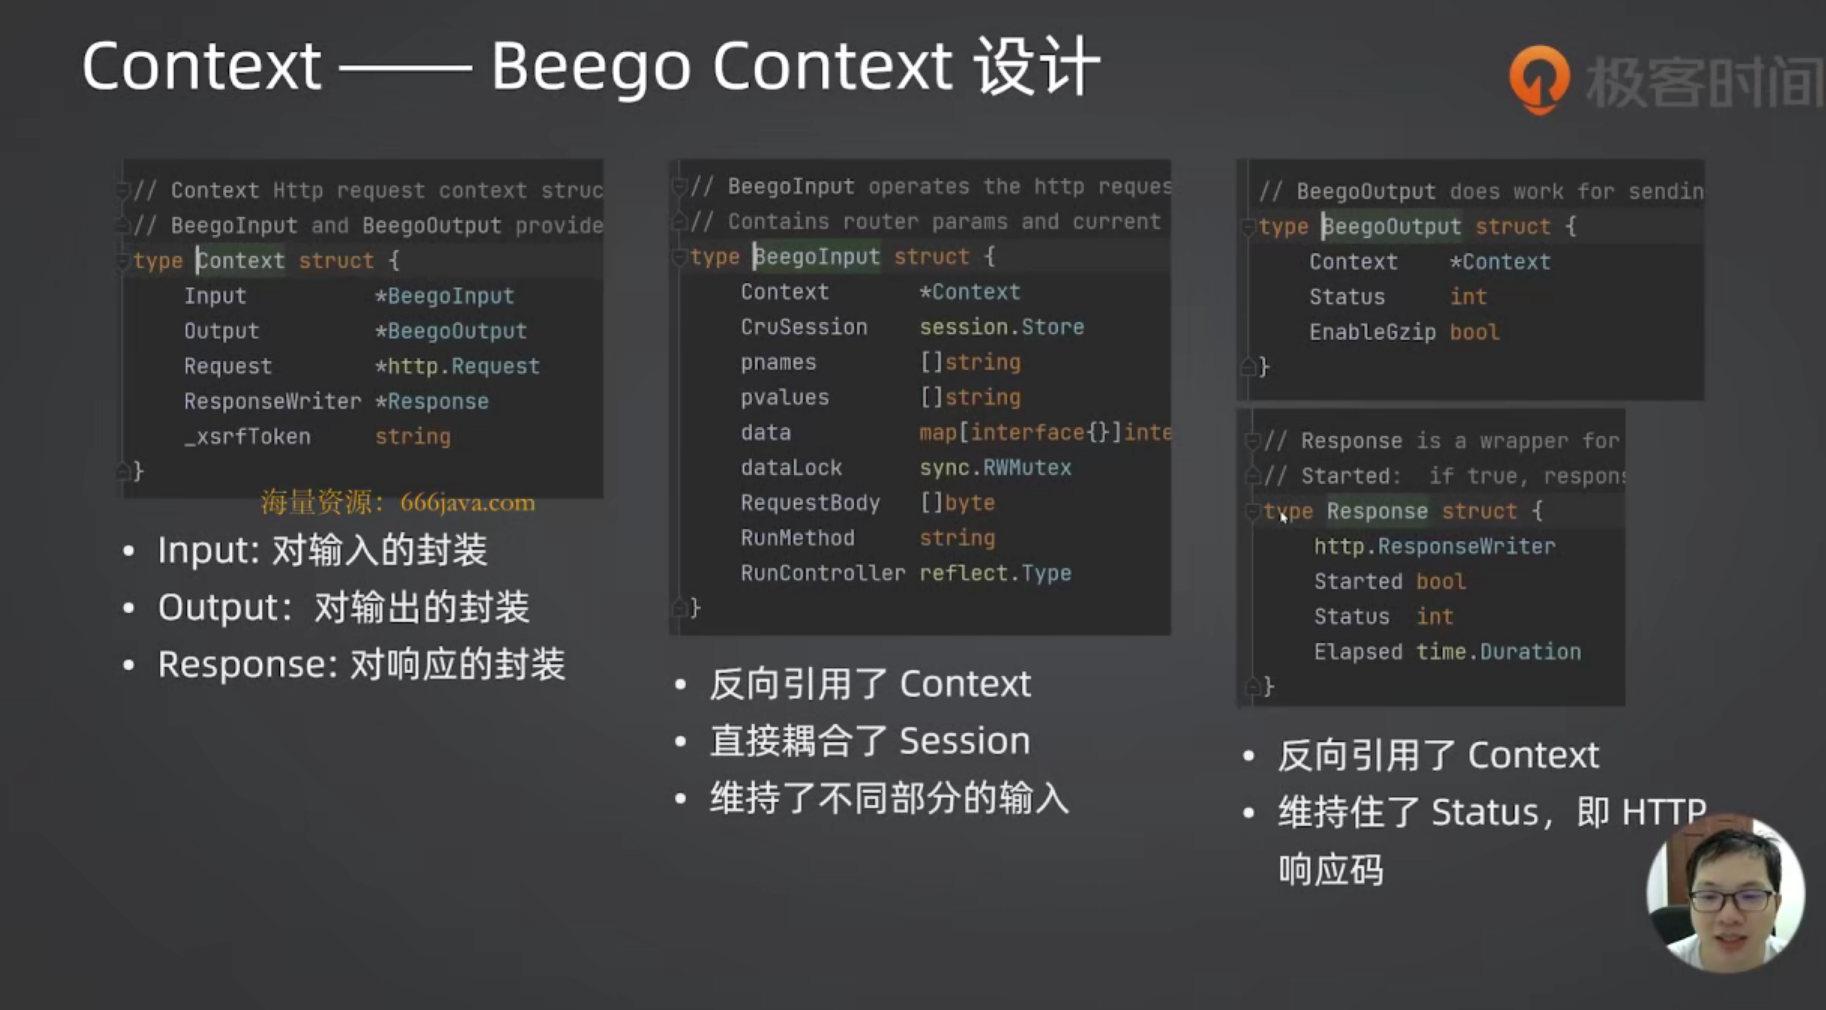 Context —— Beego Context 设计
极客时间
// Context Http request context struc
// BeegoInput and BeegoOutput provide
type Context struct {
Input *BeegoInput
Output *BeegoOutput
Request *http.Request
ResponseWriter *Response
_xsrfToken string
}
海量资源：666java.com
• Input: 对输入的封装
• Output：对输出的封装
• Response: 对响应的封装
// BeegoInput operates the http reques
// Contains router params and current
type BeegoInput struct {
Context *Context
CruSession session.Store
pnames []string
pvalues []string
data map[interface{}]inte
dataLock sync.RWMutex
RequestBody []byte
RunMethod string
RunController reflect.Type
}
• 反向引用了 Context
• 直接耦合了 Session
• 维持了不同部分的输入
// BeegoOutput does work for sendin
type BeegoOutput struct {
Context *Context
Status int
EnableGzip bool
}
// Response is a wrapper for
// Started: if true, respons
type Response struct {
http.ResponseWriter
Started bool
Status int
Elapsed time.Duration
}
• 反向引用了 Context
• 维持住了 Status，即 HTTP
响应码